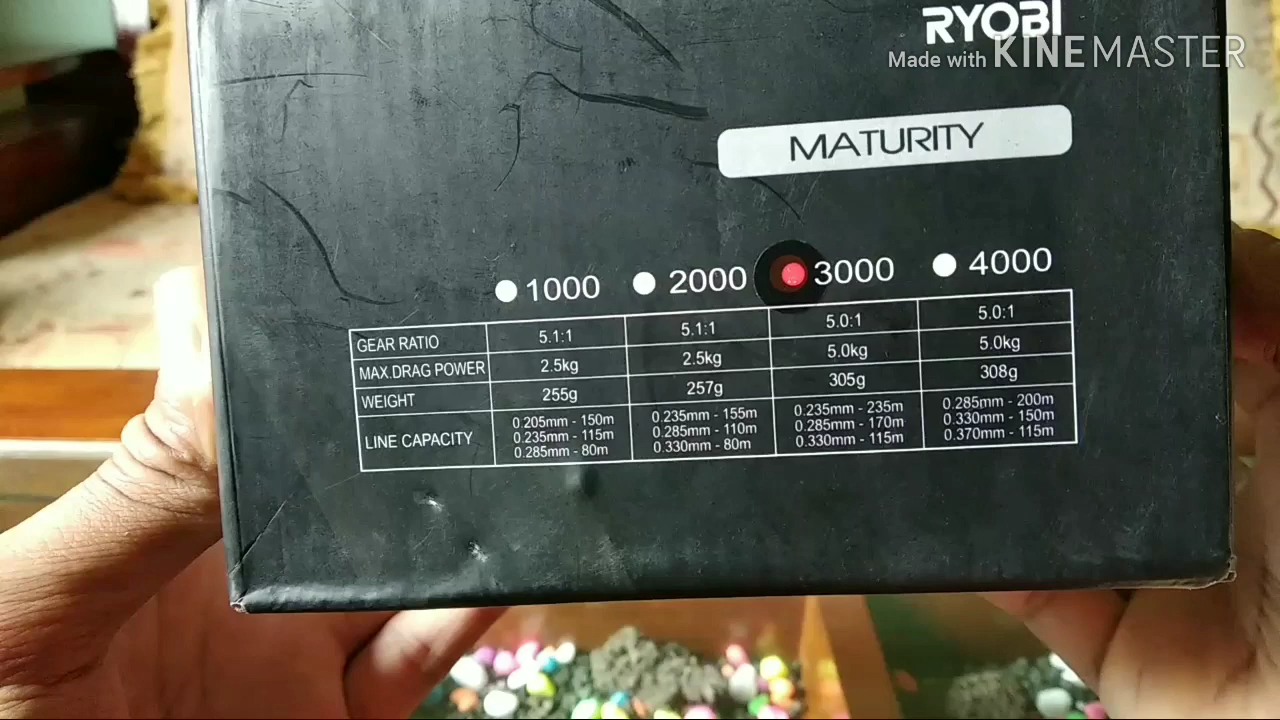 RYOBI
Made with KINEMASTER
MATURITY
1000 2000 3000 4000
GEAR RATIO 5.1:1 5.1:1 5.0:1 5.0:1
MAX.DRAG POWER 2.5kg 2.5kg 5.0kg 5.0kg
WEIGHT 255g 257g 305g 308g
LINE CAPACITY 0.205mm - 150m 0.235mm - 155m 0.235mm - 235m 0.285mm - 200m
0.235mm - 115m 0.285mm - 110m 0.285mm - 170m 0.330mm - 150m
0.285mm - 80m 0.330mm - 80m 0.330mm - 115m 0.370mm - 115m